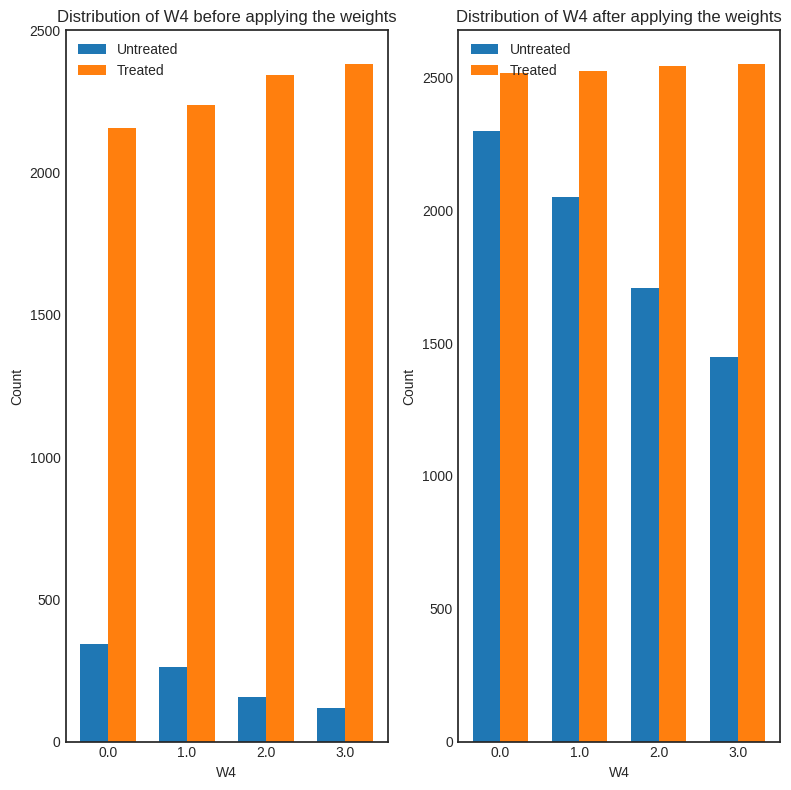 Distribution of W4 before applying the weights
Untreated
Treated
2500
2000
1500
1000
500
0
Count
0.0 1.0 2.0 3.0
W4
Distribution of W4 after applying the weights
Untreated
Treated
2500
2000
1500
1000
500
0
Count
0.0 1.0 2.0 3.0
W4